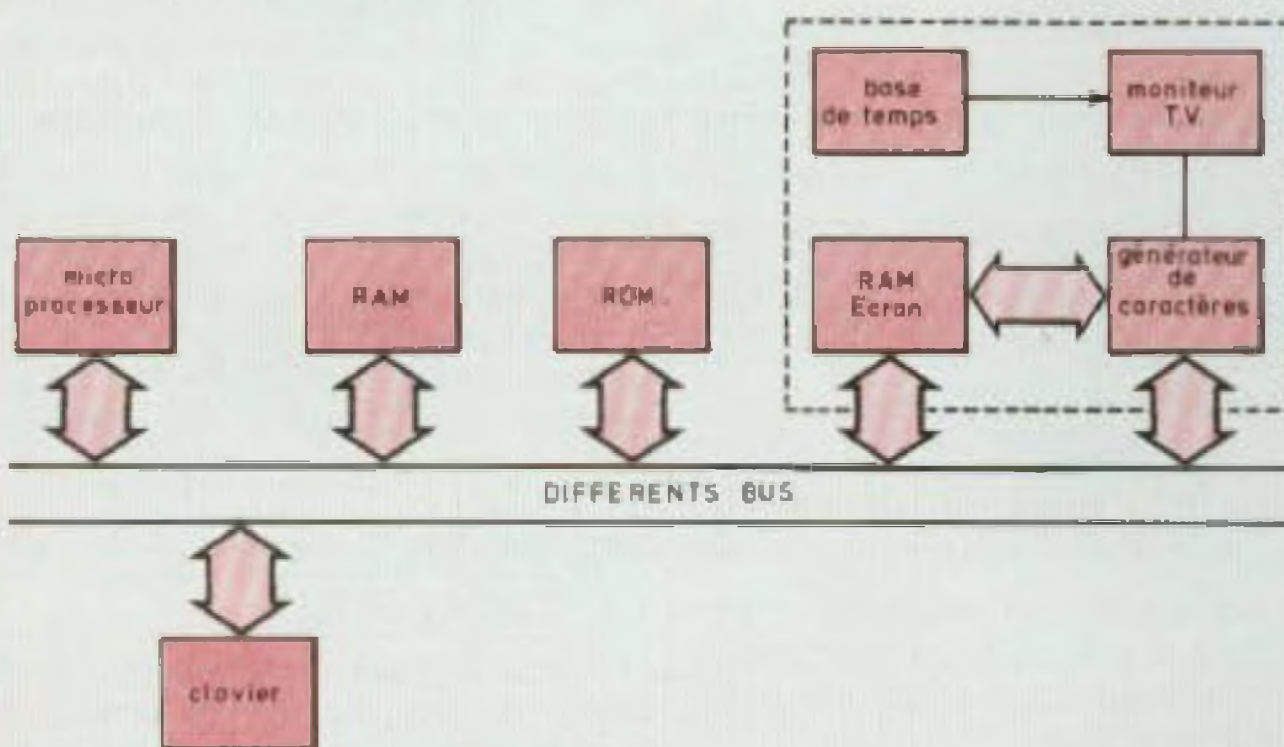 base
de temps
moniteur
T.V.
micro
processeur
RAM
ROM
RAM
Ecran
générateur
de
caractères
DIFFERENTS BUS
clavier